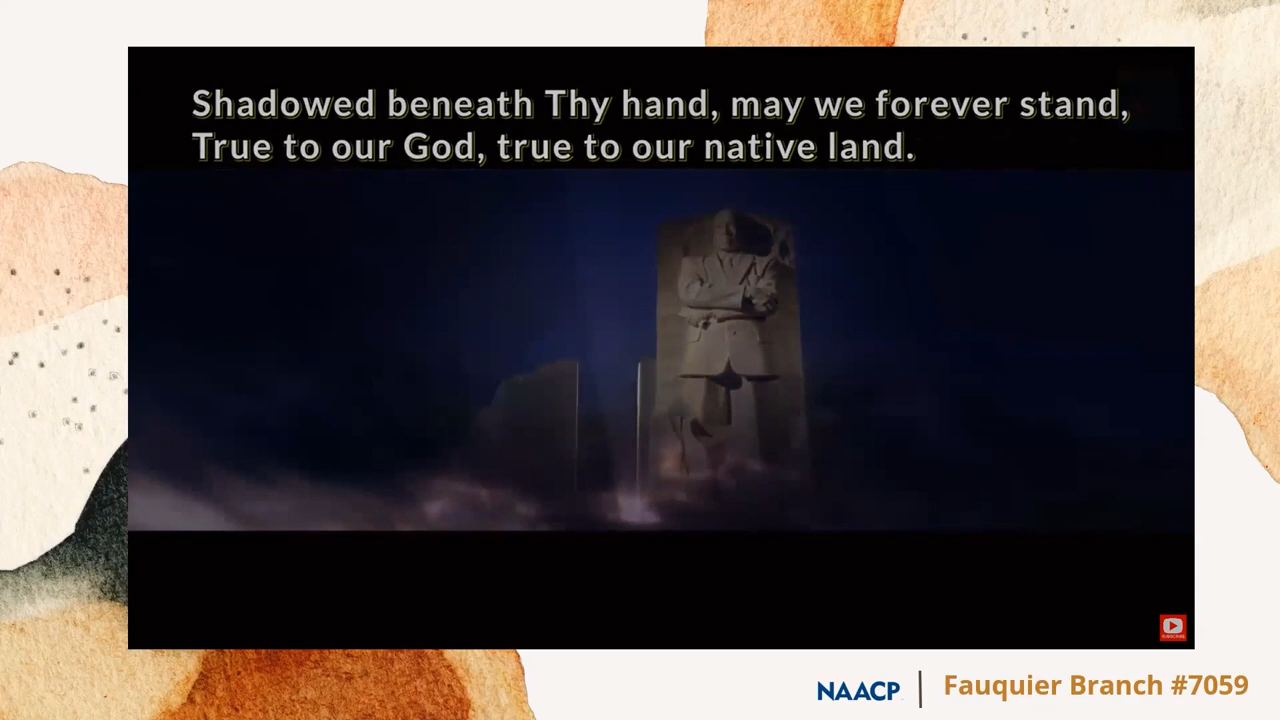 Shadowed beneath Thy hand, may we forever stand,
True to our God, true to our native land.
SUBSCRIBE
NAACP
Fauquier Branch #7059